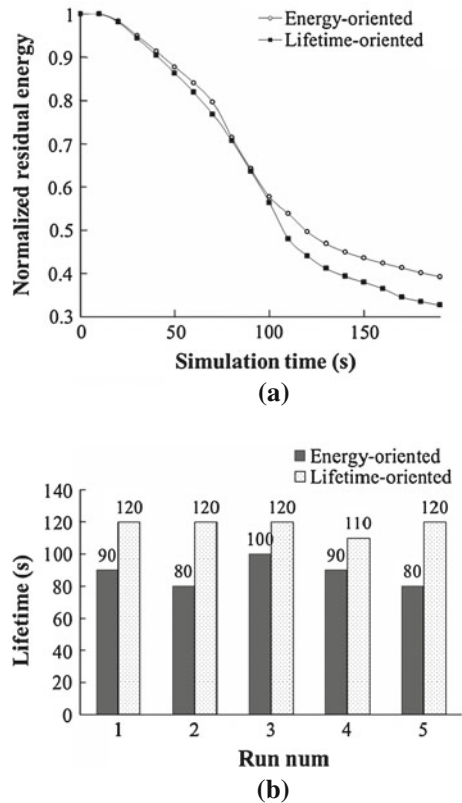 Energy-oriented
Lifetime-oriented
1
0.9
0.8
0.7
0.6
0.5
0.4
0.3
Normalized residual energy
0 50 100 150
Simulation time (s)
(a)
Energy-oriented
Lifetime-oriented
140
120
100
80
60
40
20
0
Lifetime (s)
90 120 80 120 100 120 90 110 80 120
1 2 3 4 5
Run num
(b)